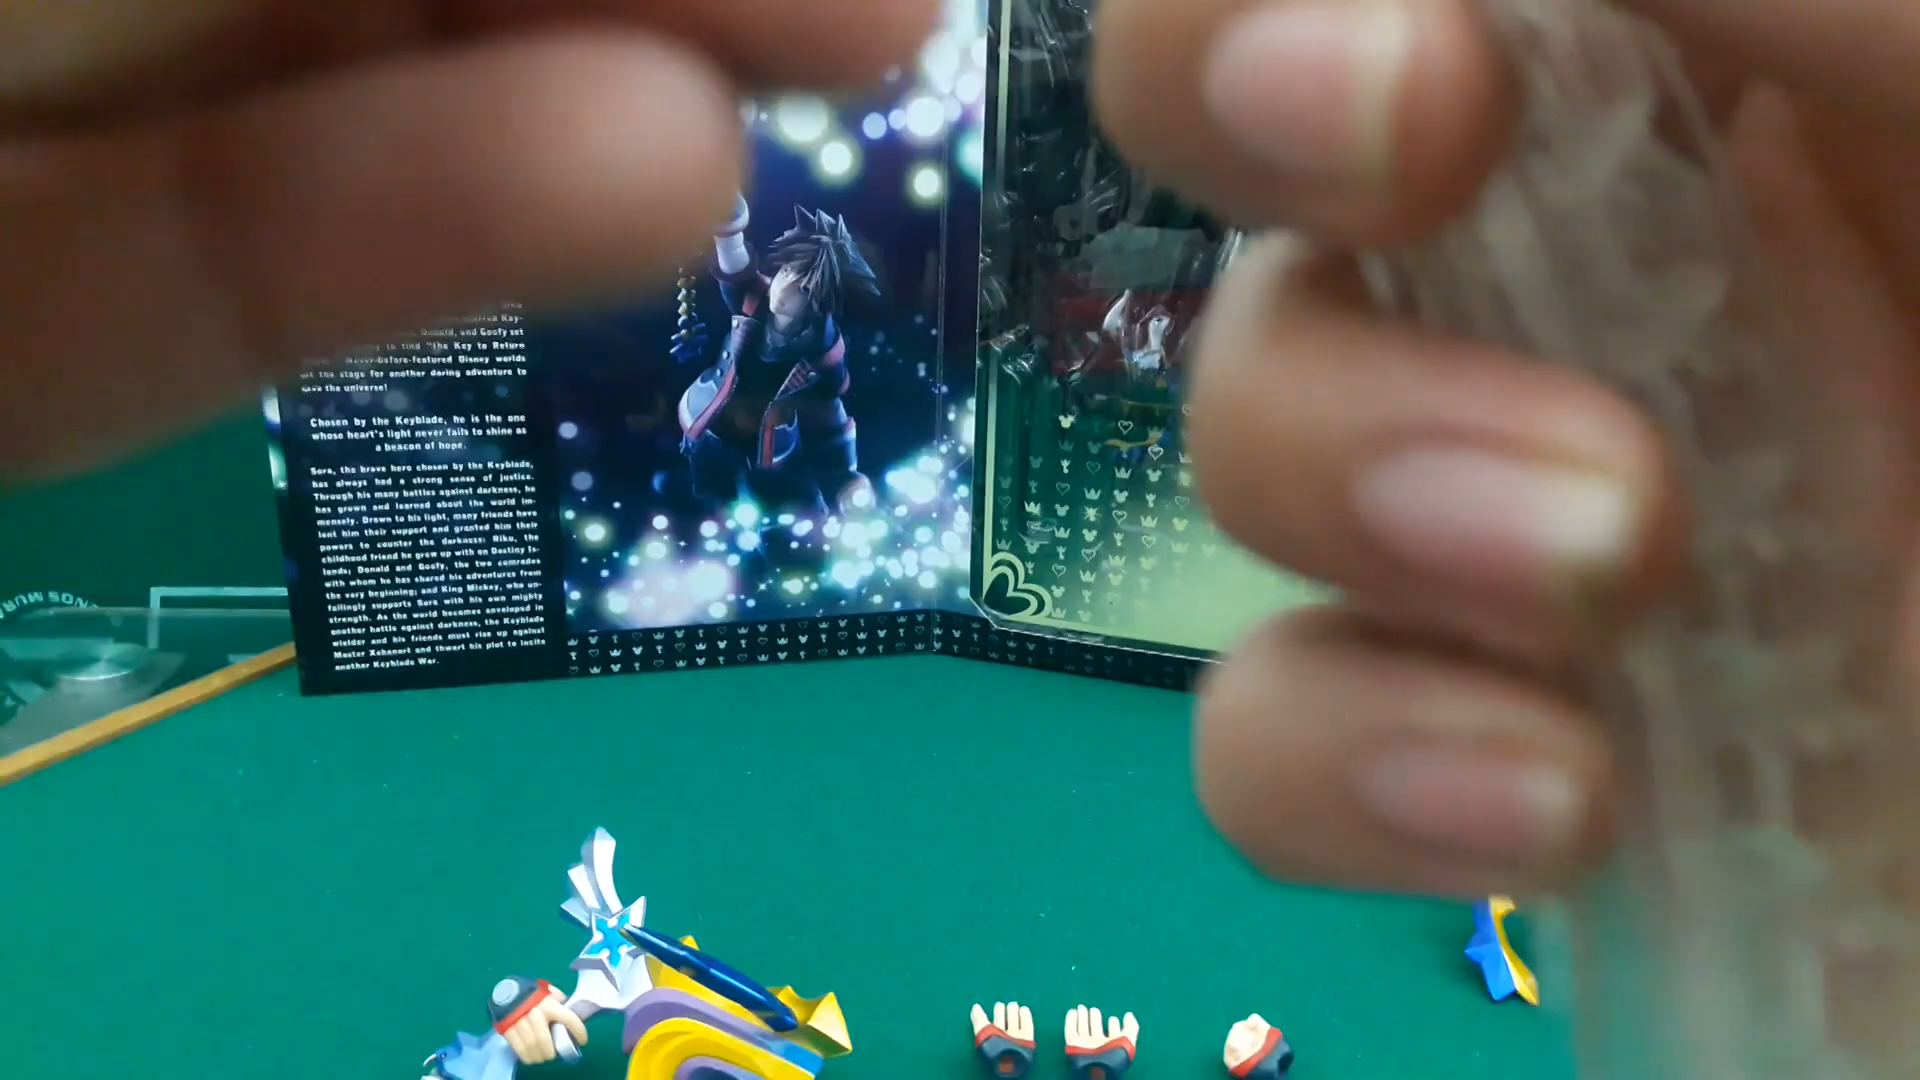 Donald, and Goofy set
to find "the Key to Return
Never-before-featured Disney worlds
set the stage for another daring adventure to
save the universe!
Chosen by the Keyblade, he is the one
whose heart's light never fails to shine as
a beacon of hope.
Sora, the brave hero chosen by the Keyblade,
has always had a strong sense of justice.
Through his many battles against darkness, he
has grown and learned about the world im-
mensely. Drawn to his light, many friends have
lent him their support and granted him their
powers to counter the darkness: Riku, the
childhood friend he grew up with on Destiny Is-
lands; Donald and Goofy, the two comrades
with whom he has shared his adventures from
the very beginning; and King Mickey, who un-
failingly supports Sora with his own mighty
strength. As the world becomes enveloped in
another battle against darkness, the Keyblade
wielder and his friends must rise up against
Master Xehanort and thwart his plot to incite
another Keyblade War.